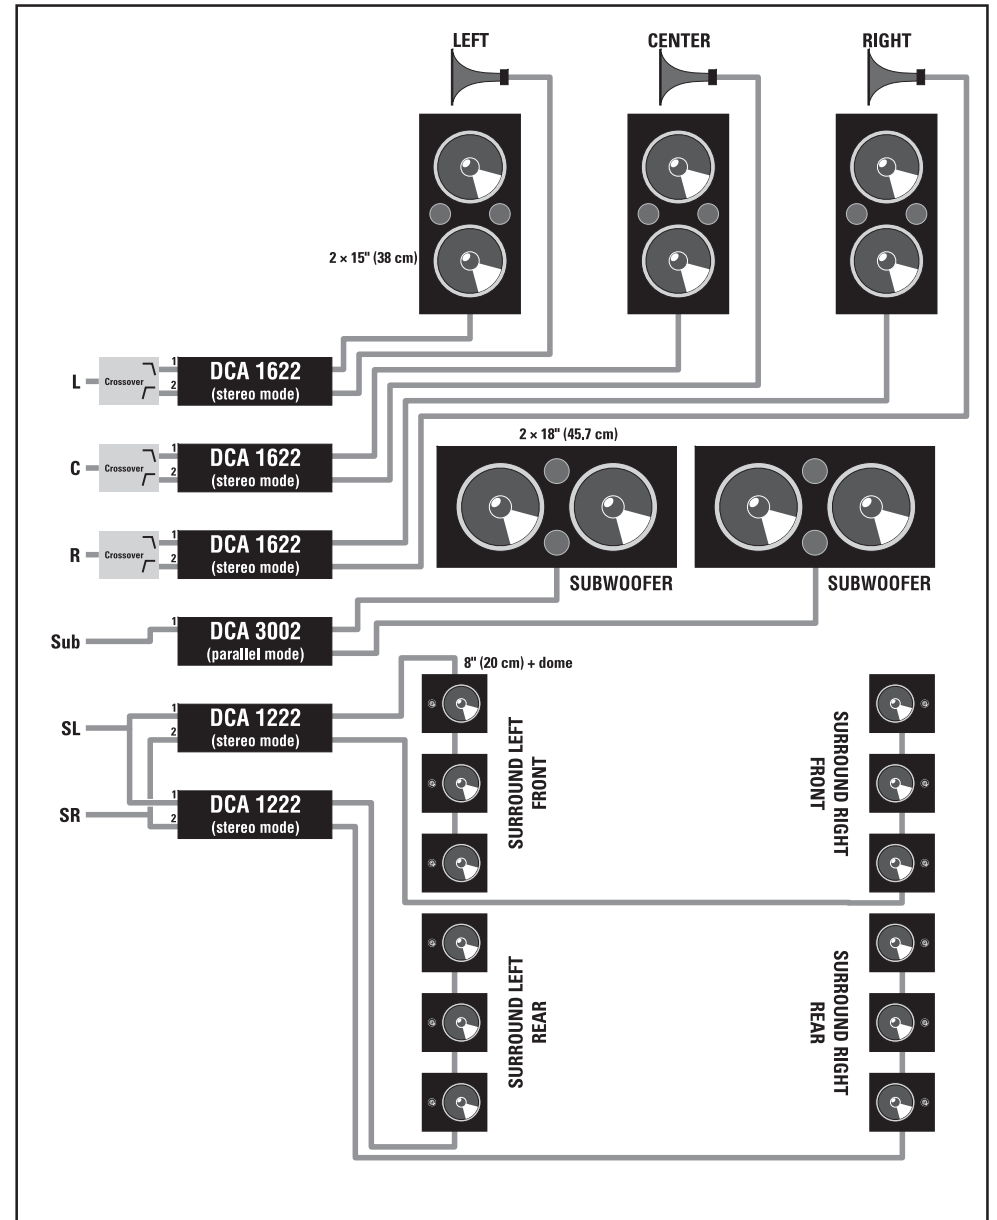 LEFT
CENTER
RIGHT
2 × 15" (38 cm)
L
Crossover
1
2
DCA 1622
(stereo mode)
C
Crossover
1
2
DCA 1622
(stereo mode)
R
Crossover
1
2
DCA 1622
(stereo mode)
2 × 18" (45.7 cm)
SUBWOOFER
SUBWOOFER
Sub
1
DCA 3002
(parallel mode)
SL
1
2
DCA 1222
(stereo mode)
SR
1
2
DCA 1222
(stereo mode)
8" (20 cm) + dome
SURROUND LEFT
FRONT
SURROUND RIGHT
FRONT
SURROUND LEFT
REAR
SURROUND RIGHT
REAR